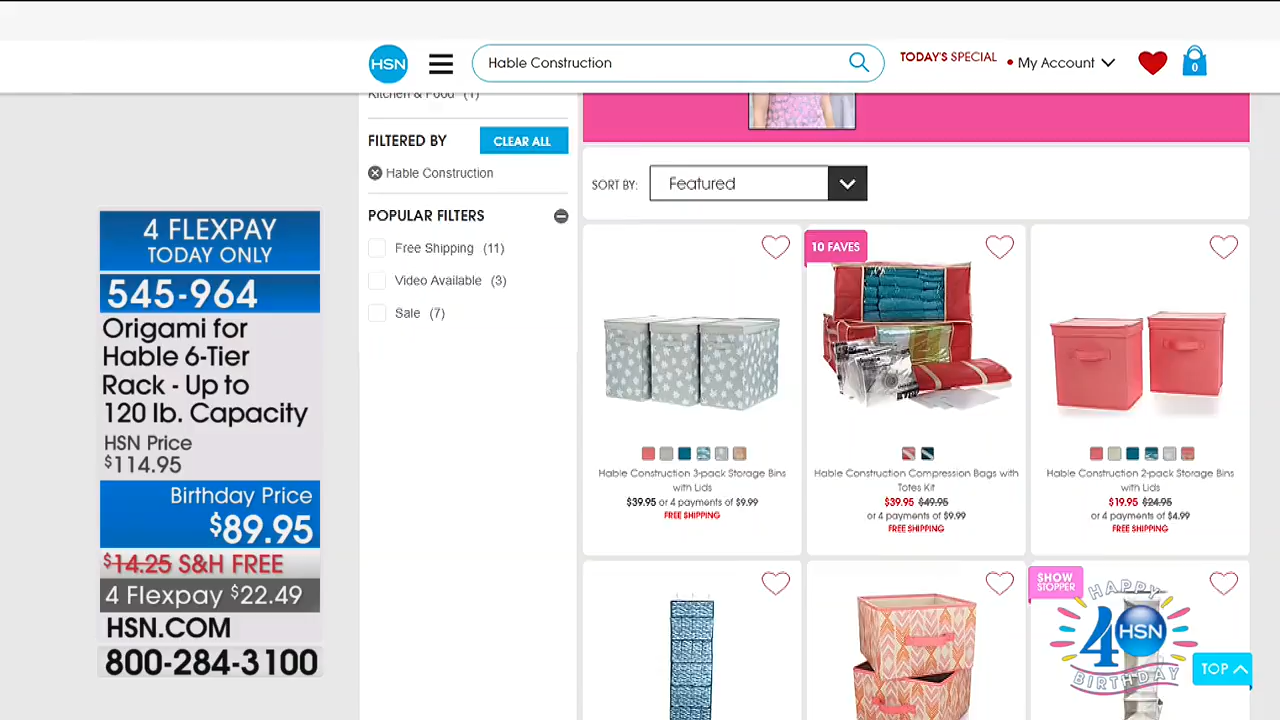 HSN
Hable Construction
TODAY'S SPECIAL
• My Account
0
Kitchen & Food (1)
FILTERED BY
CLEAR ALL
Hable Construction
POPULAR FILTERS
Free Shipping (11)
Video Available (3)
Sale (7)
SORT BY:
Featured
10 FAVES
Hable Construction 3-pack Storage Bins
with Lids
$39.95 or 4 payments of $9.99
FREE SHIPPING
Hable Construction Compression Bags with
Totes Kit
$39.95 $49.95
or 4 payments of $9.99
FREE SHIPPING
Hable Construction 2-pack Storage Bins
with Lids
$19.95 $24.95
or 4 payments of $4.99
FREE SHIPPING
SHOW
STOPPER
HAPPY
40
HSN
BIRTHDAY
TOP
4 FLEXPAY
TODAY ONLY
545-964
Origami for
Hable 6-Tier
Rack - Up to
120 lb. Capacity
HSN Price
$114.95
Birthday Price
$89.95
$14.25 S&H FREE
4 Flexpay $22.49
HSN.COM
800-284-3100